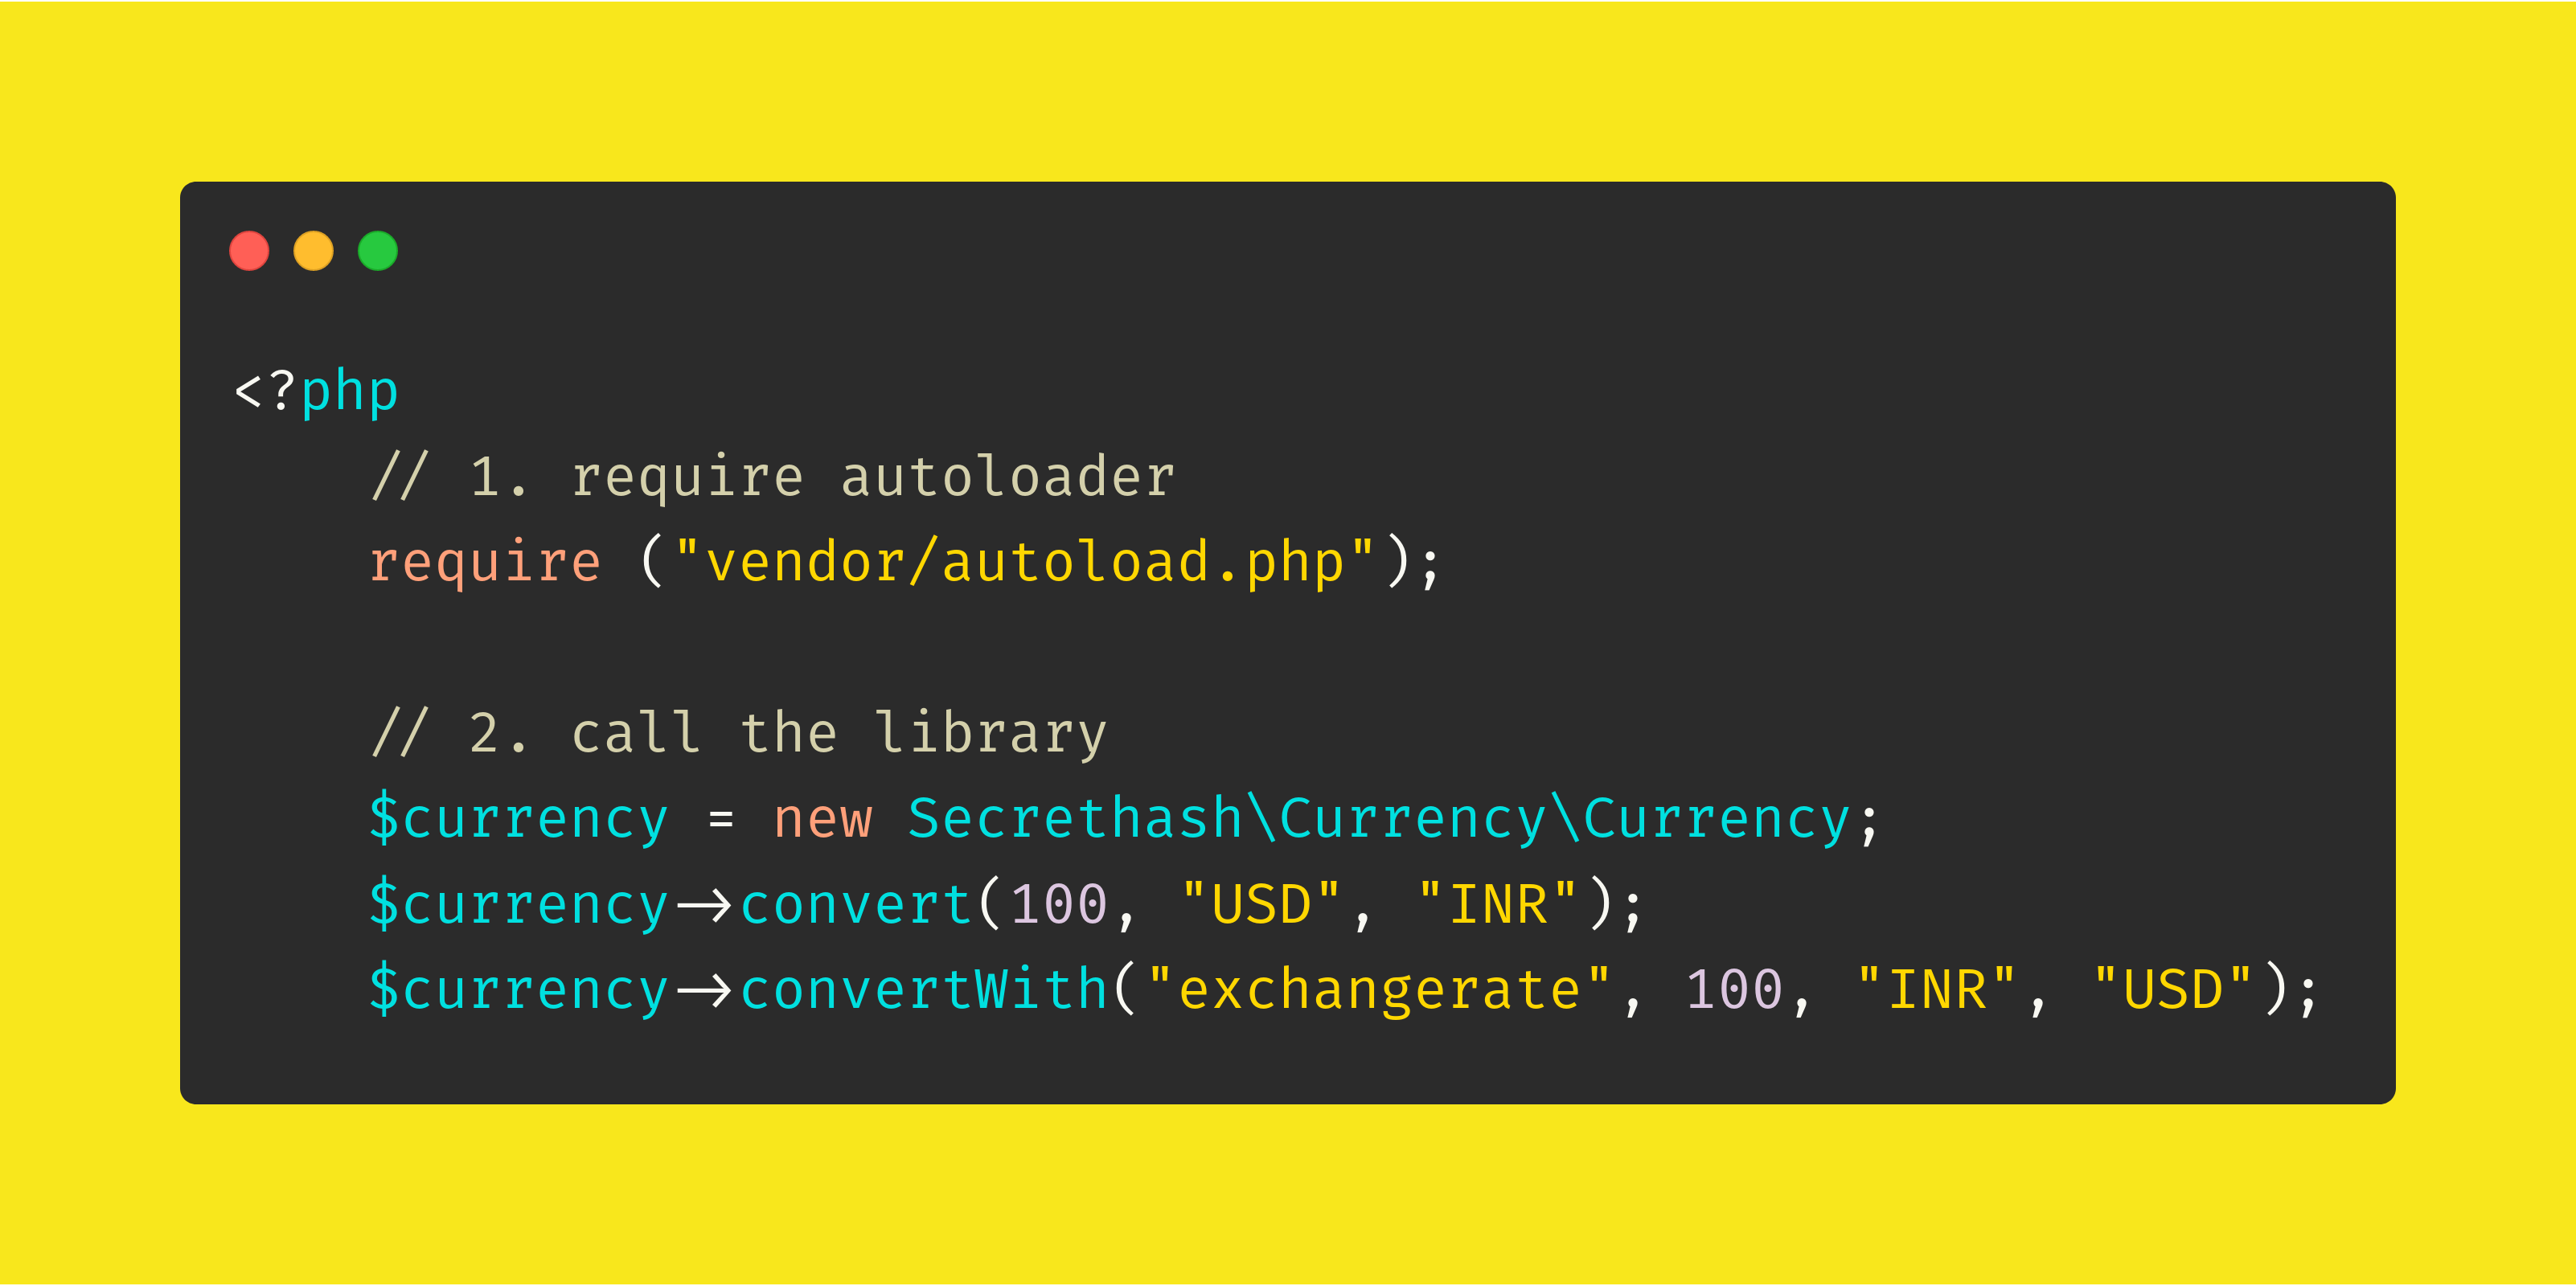 <?php
// 1. require autoloader
require ("vendor/autoload.php");
// 2. call the library
$currency = new Secrethash\Currency\Currency;
$currency->convert(100, "USD", "INR");
$currency->convertWith("exchangerate", 100, "INR", "USD");